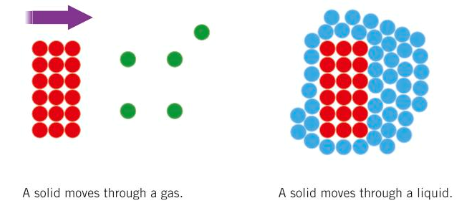 A solid moves through a gas.
A solid moves through a liquid.